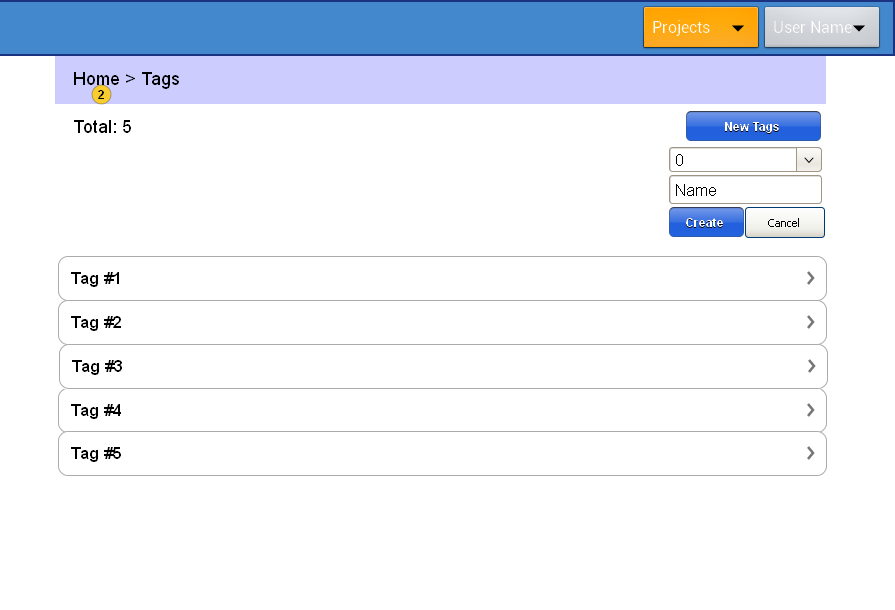 Projects User Name
Home > Tags
2
Total: 5
New Tags
0
Name
Create Cancel
Tag #1
Tag #2
Tag #3
Tag #4
Tag #5